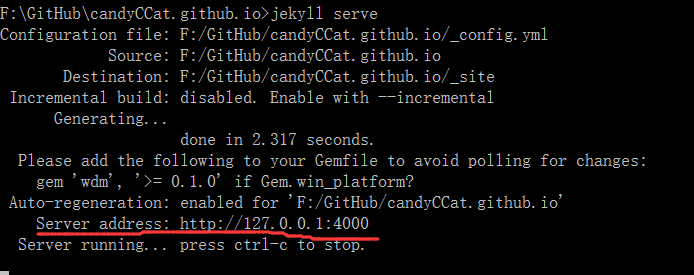 F:\GitHub\candyCCat.github.io>jekyll serve
Configuration file: F:/GitHub/candyCCat.github.io/_config.yml
Source: F:/GitHub/candyCCat.github.io
Destination: F:/GitHub/candyCCat.github.io/_site
Incremental build: disabled. Enable with --incremental
Generating...
done in 2.317 seconds.
Please add the following to your Gemfile to avoid polling for changes:
gem 'wdm', '>= 0.1.0' if Gem.win_platform?
Auto-regeneration: enabled for 'F:/GitHub/candyCCat.github.io'
Server address: http://127.0.0.1:4000
Server running... press ctrl-c to stop.